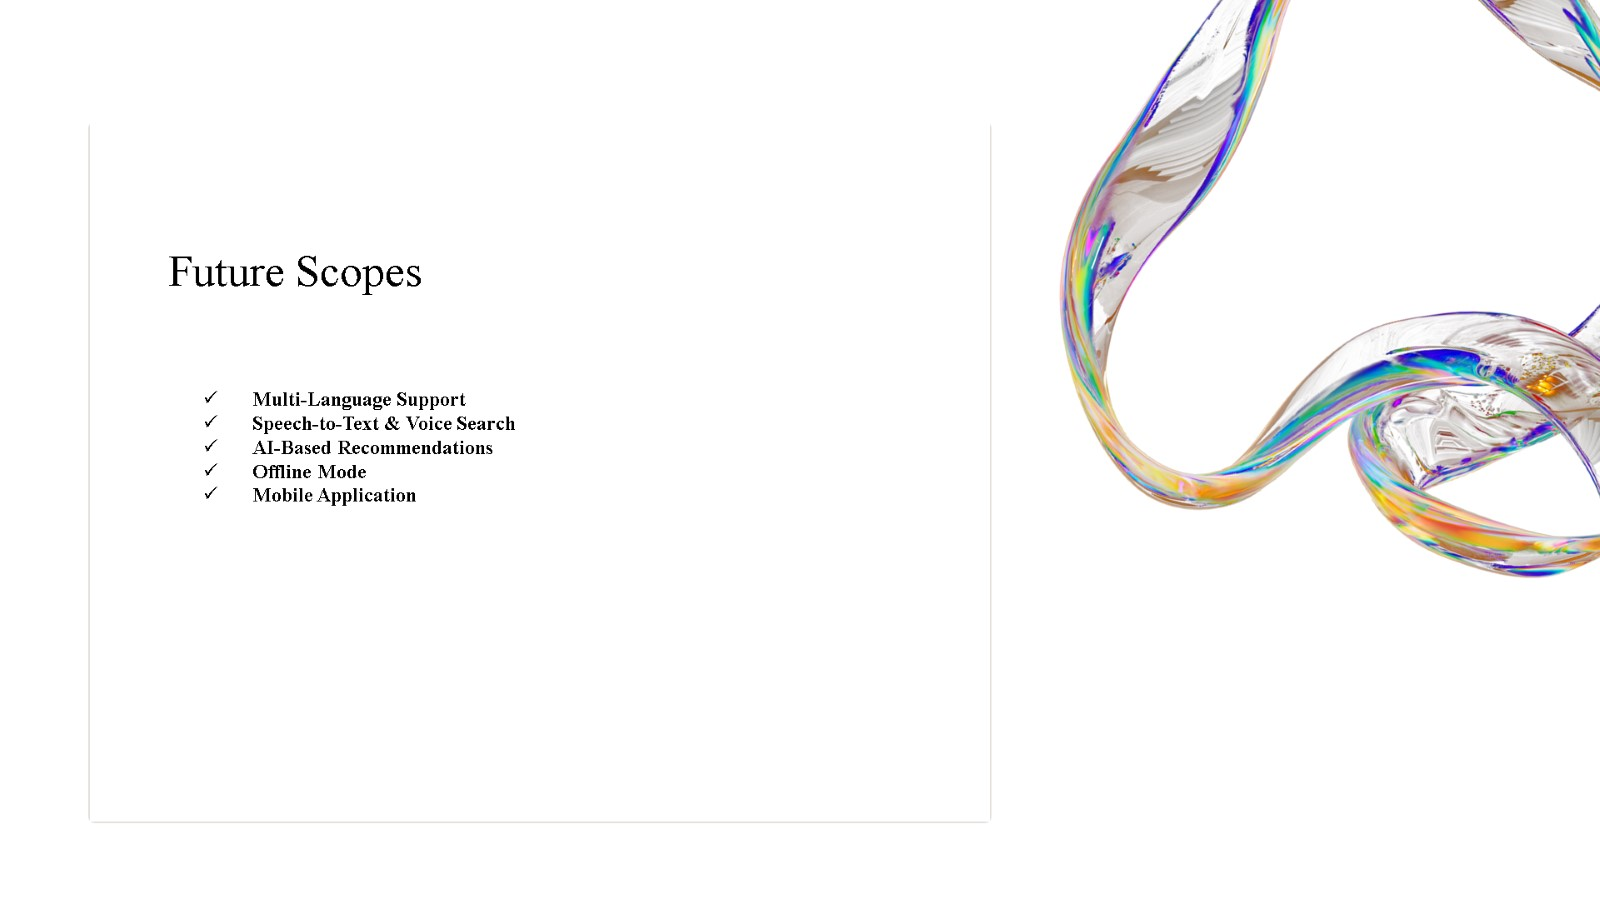 Future Scopes
✓ Multi-Language Support
✓ Speech-to-Text & Voice Search
✓ AI-Based Recommendations
✓ Offline Mode
✓ Mobile Application